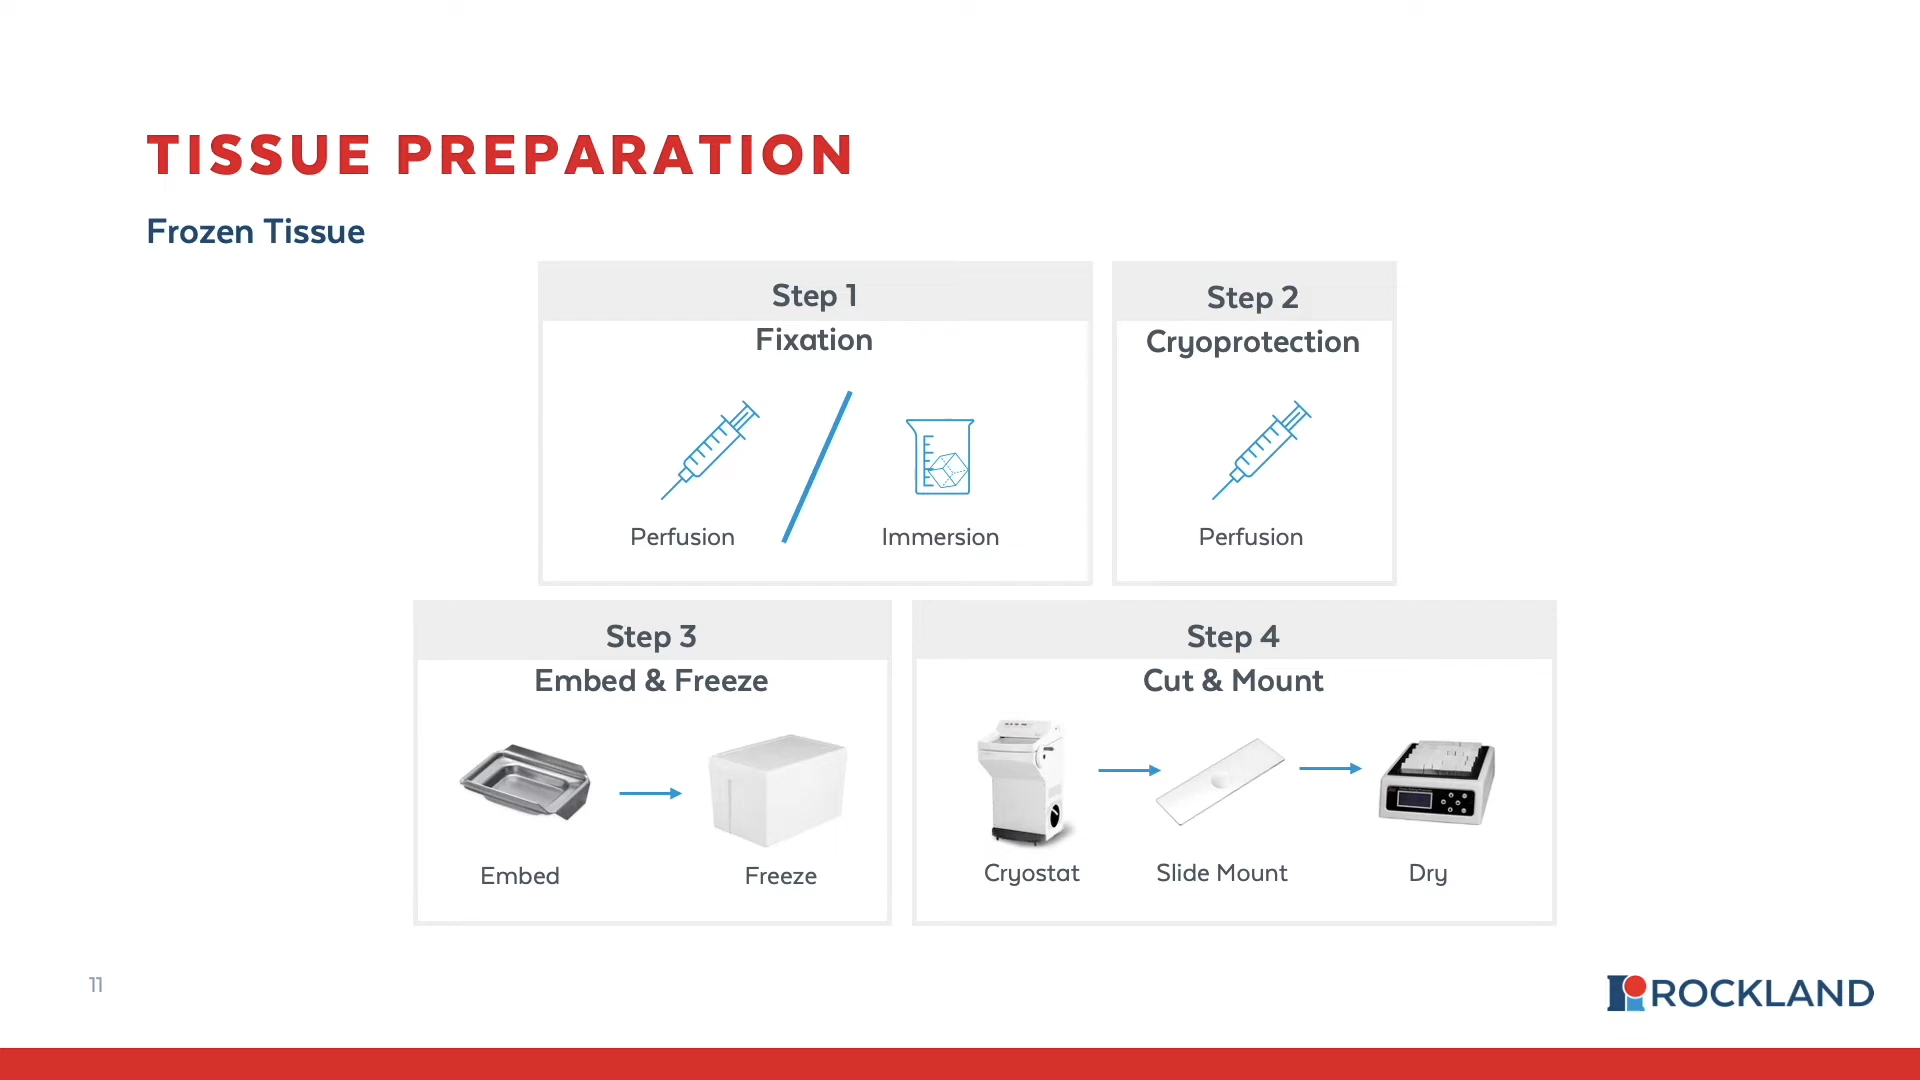 TISSUE PREPARATION
Frozen Tissue
Step 1
Fixation
Perfusion
Immersion
Step 2
Cryoprotection
Perfusion
Step 3
Embed & Freeze
Embed
Freeze
Step 4
Cut & Mount
Cryostat
Slide Mount
Dry
11
ROCKLAND